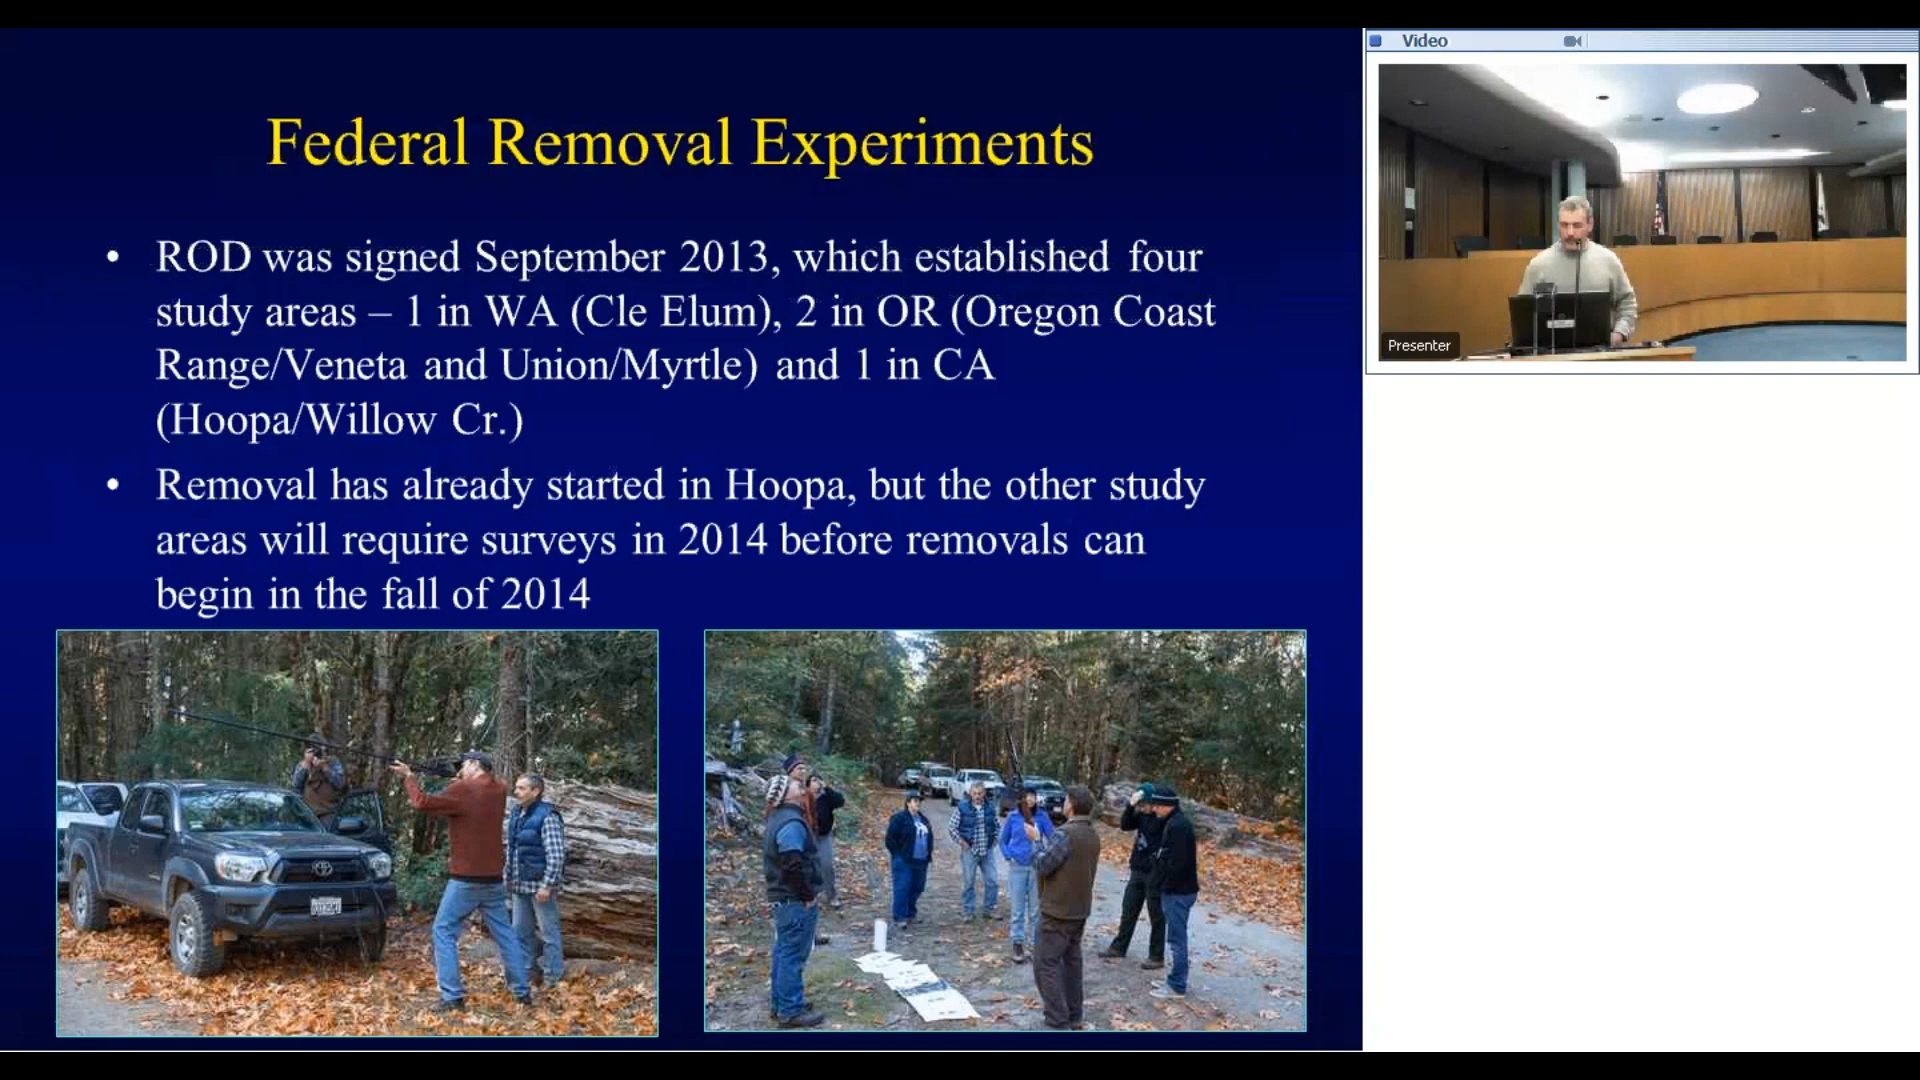 Federal Removal Experiments
• ROD was signed September 2013, which established four
study areas – 1 in WA (Cle Elum), 2 in OR (Oregon Coast
Range/Veneta and Union/Myrtle) and 1 in CA
(Hoopa/Willow Cr.)
• Removal has already started in Hoopa, but the other study
areas will require surveys in 2014 before removals can
begin in the fall of 2014
Video
Presenter